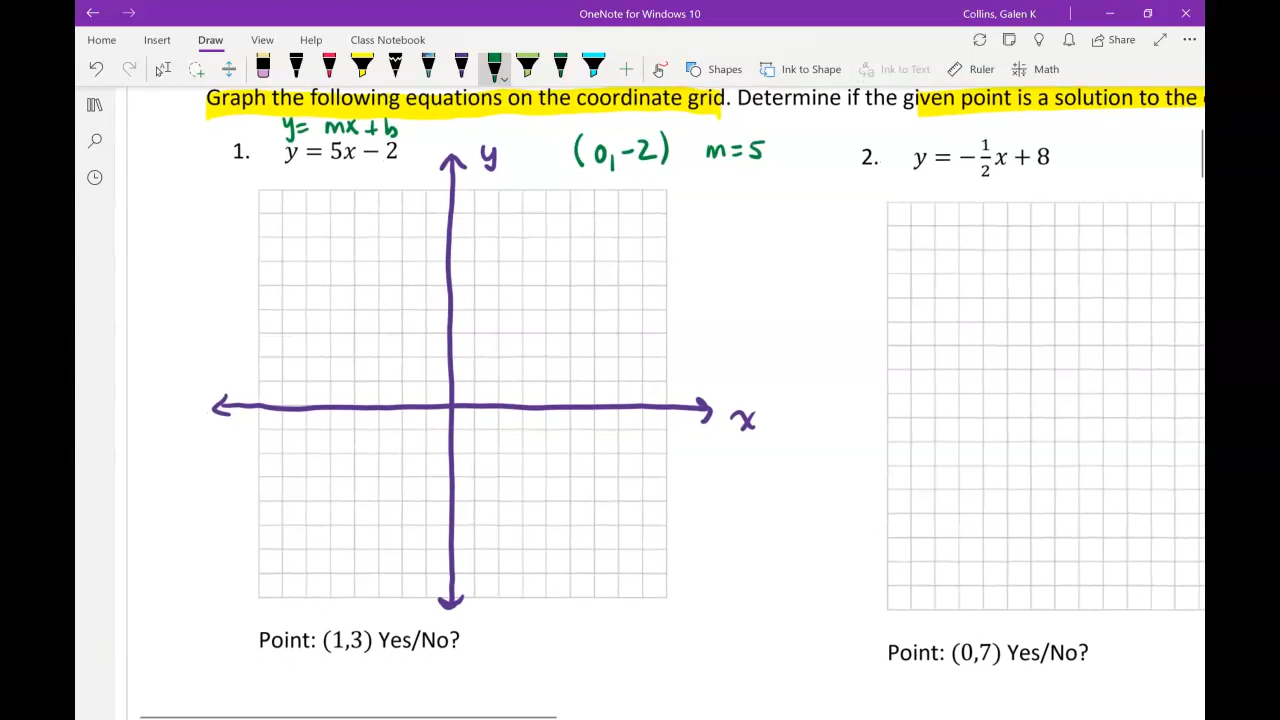 OneNote for Windows 10
Collins, Galen K
Home Insert Draw View Help Class Notebook
Share
Shapes Ink to Shape Ink to Text Ruler Math
Graph the following equations on the coordinate grid. Determine if the given point is a solution to the
y = mx + b
1. y = 5x − 2
(0, -2) m = 5
y
x
Point: (1,3) Yes/No?
2. y = −1/2x + 8
Point: (0,7) Yes/No?